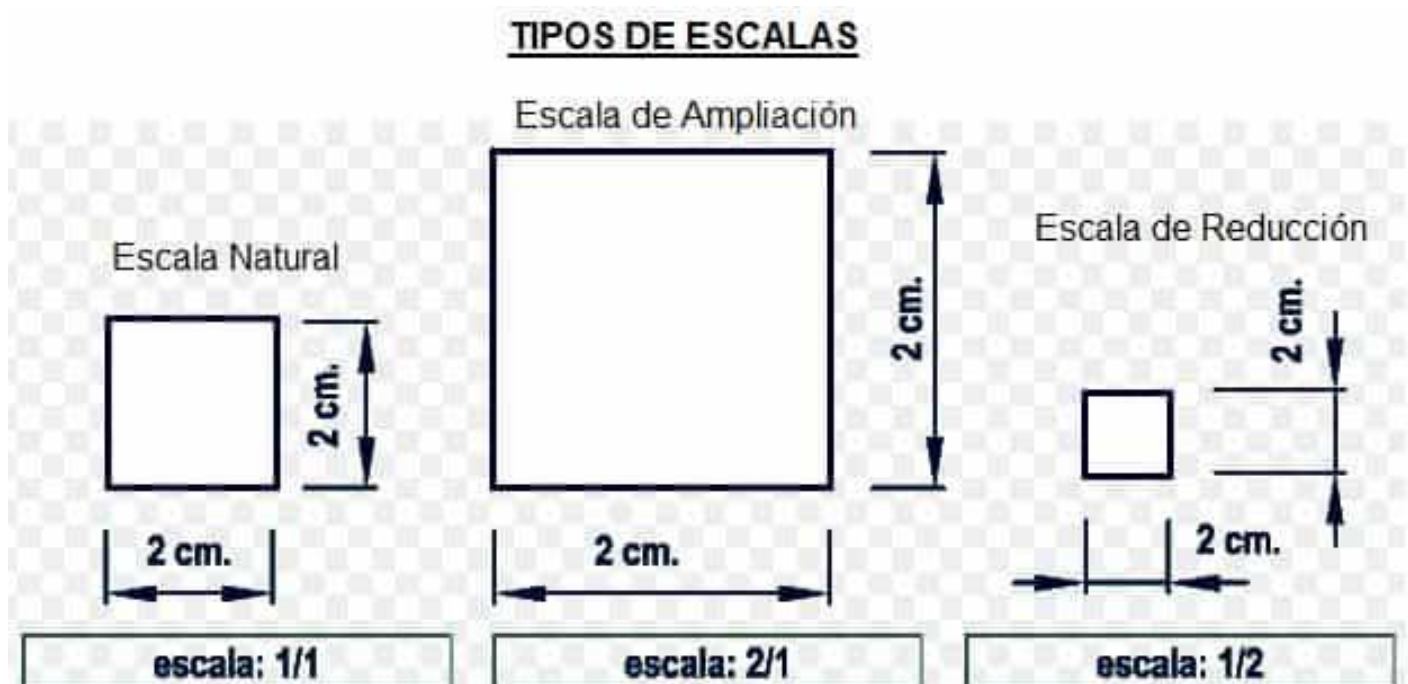 TIPOS DE ESCALAS
Escala Natural
2 cm.
2 cm.
escala: 1/1
Escala de Ampliación
2 cm.
2 cm.
escala: 2/1
Escala de Reducción
2 cm.
2 cm.
escala: 1/2